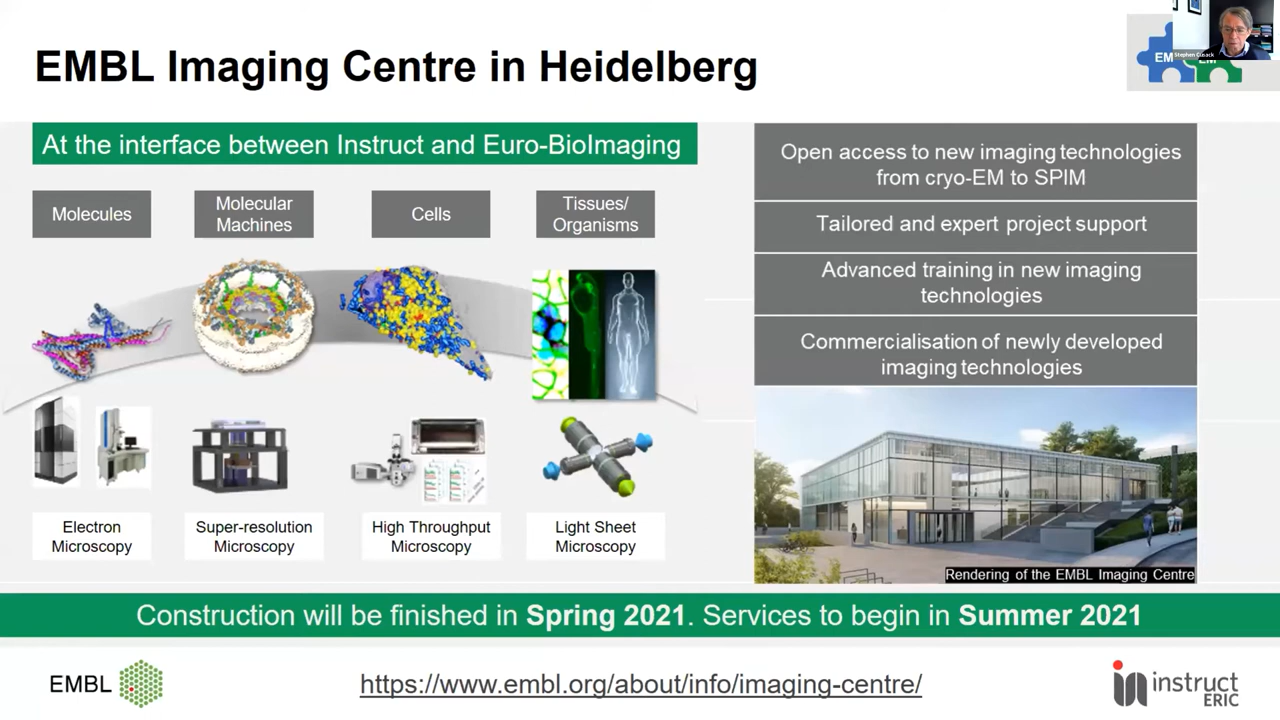 EMBL Imaging Centre in Heidelberg
EM
EM
Stephen Cusack
At the interface between Instruct and Euro-BioImaging
Molecules
Molecular
Machines
Cells
Tissues/
Organisms
Electron
Microscopy
Super-resolution
Microscopy
High Throughput
Microscopy
Light Sheet
Microscopy
Open access to new imaging technologies
from cryo-EM to SPIM
Tailored and expert project support
Advanced training in new imaging
technologies
Commercialisation of newly developed
imaging technologies
Rendering of the EMBL Imaging Centre
Construction will be finished in Spring 2021. Services to begin in Summer 2021
EMBL
https://www.embl.org/about/info/imaging-centre/
instruct
ERIC